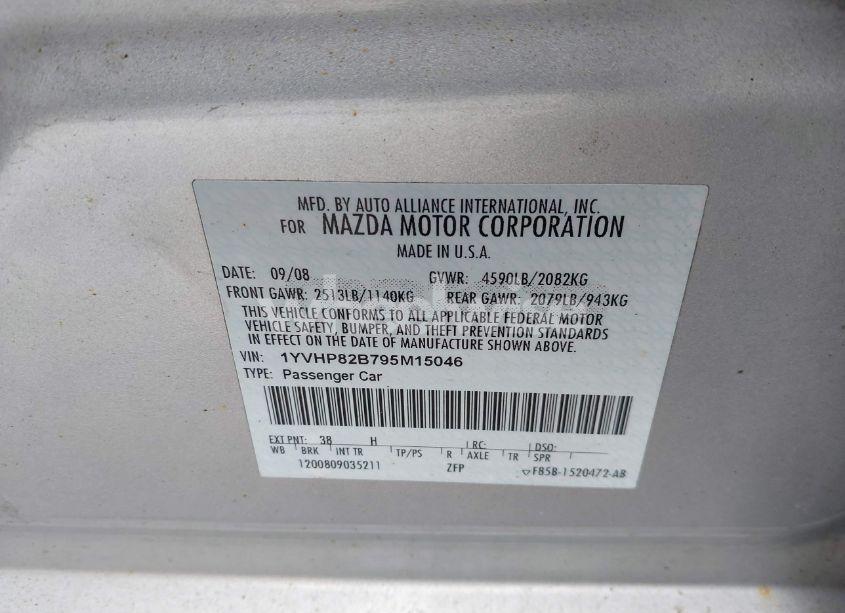 MFD. BY AUTO ALLIANCE INTERNATIONAL, INC.
FOR MAZDA MOTOR CORPORATION
MADE IN U.S.A.
DATE: 09/08 GVWR: 4590LB/2082KG
FRONT GAWR: 2513LB/1140KG REAR GAWR: 2079LB/943KG
THIS VEHICLE CONFORMS TO ALL APPLICABLE FEDERAL MOTOR
VEHICLE SAFETY, BUMPER, AND THEFT PREVENTION STANDARDS
IN EFFECT ON THE DATE OF MANUFACTURE SHOWN ABOVE.
VIN: 1YVHP82B795M15046
TYPE: Passenger Car
EXT PNT: 38 H RC: DSO:
WB BRK INT TR TP/PS R AXLE TR SPR
1200809035211 ZFP F85B-1520472-AB